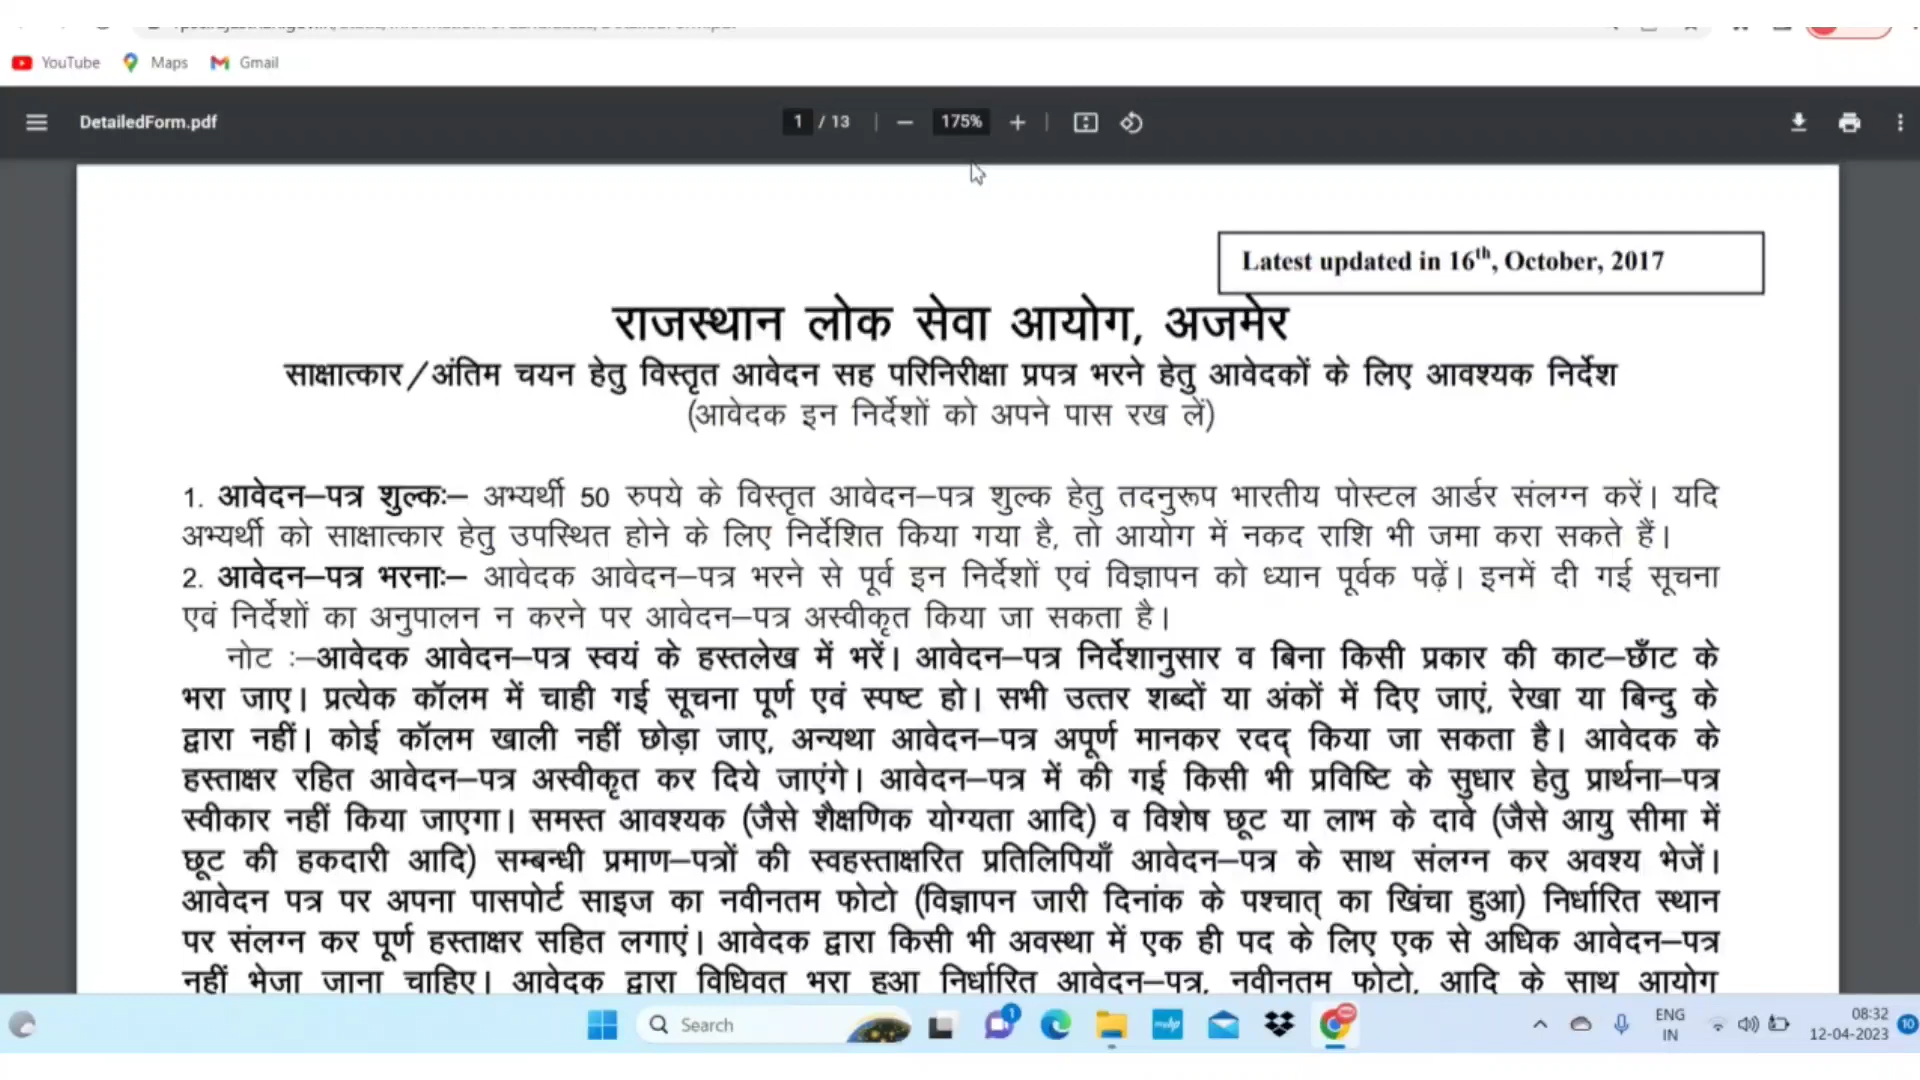 YouTube Maps Gmail
DetailedForm.pdf 1 / 13 175%
Latest updated in 16th, October, 2017
राजस्थान लोक सेवा आयोग, अजमेर
साक्षात्कार/अंतिम चयन हेतु विस्तृत आवेदन सह परिनिरीक्षा प्रपत्र भरने हेतु आवेदकों के लिए आवश्यक निर्देश
(आवेदक इन निर्देशों को अपने पास रख लें)
1. आवेदन–पत्र शुल्कः– अभ्यर्थी 50 रुपये के विस्तृत आवेदन–पत्र शुल्क हेतु तदनुरूप भारतीय पोस्टल आर्डर संलग्न करें। यदि
अभ्यर्थी को साक्षात्कार हेतु उपस्थित होने के लिए निर्देशित किया गया है, तो आयोग में नकद राशि भी जमा करा सकते हैं।
2. आवेदन–पत्र भरनाः– आवेदक आवेदन–पत्र भरने से पूर्व इन निर्देशों एवं विज्ञापन को ध्यान पूर्वक पढ़ें। इनमें दी गई सूचना
एवं निर्देशों का अनुपालन न करने पर आवेदन–पत्र अस्वीकृत किया जा सकता है।
नोट :–आवेदक आवेदन–पत्र स्वयं के हस्तलेख में भरें। आवेदन–पत्र निर्देशानुसार व बिना किसी प्रकार की काट–छाँट के
भरा जाए। प्रत्येक कॉलम में चाही गई सूचना पूर्ण एवं स्पष्ट हो। सभी उत्तर शब्दों या अंकों में दिए जाएं, रेखा या बिन्दु के
द्वारा नहीं। कोई कॉलम खाली नहीं छोड़ा जाए, अन्यथा आवेदन–पत्र अपूर्ण मानकर रदद् किया जा सकता है। आवेदक के
हस्ताक्षर रहित आवेदन–पत्र अस्वीकृत कर दिये जाएंगे। आवेदन–पत्र में की गई किसी भी प्रविष्टि के सुधार हेतु प्रार्थना–पत्र
स्वीकार नहीं किया जाएगा। समस्त आवश्यक (जैसे शैक्षणिक योग्यता आदि) व विशेष छूट या लाभ के दावे (जैसे आयु सीमा में
छूट की हकदारी आदि) सम्बन्धी प्रमाण–पत्रों की स्वहस्ताक्षरित प्रतिलिपियाँ आवेदन–पत्र के साथ संलग्न कर अवश्य भेजें।
आवेदन पत्र पर अपना पासपोर्ट साइज का नवीनतम फोटो (विज्ञापन जारी दिनांक के पश्चात् का खिंचा हुआ) निर्धारित स्थान
पर संलग्न कर पूर्ण हस्ताक्षर सहित लगाएं। आवेदक द्वारा किसी भी अवस्था में एक ही पद के लिए एक से अधिक आवेदन–पत्र
नहीं भेजा जाना चाहिए। आवेदक द्वारा विधिवत भरा हुआ निर्धारित आवेदन–पत्र, नवीनतम फोटो, आदि के साथ आयोग
Search 1 ENG 08:32
IN 12-04-2023 10